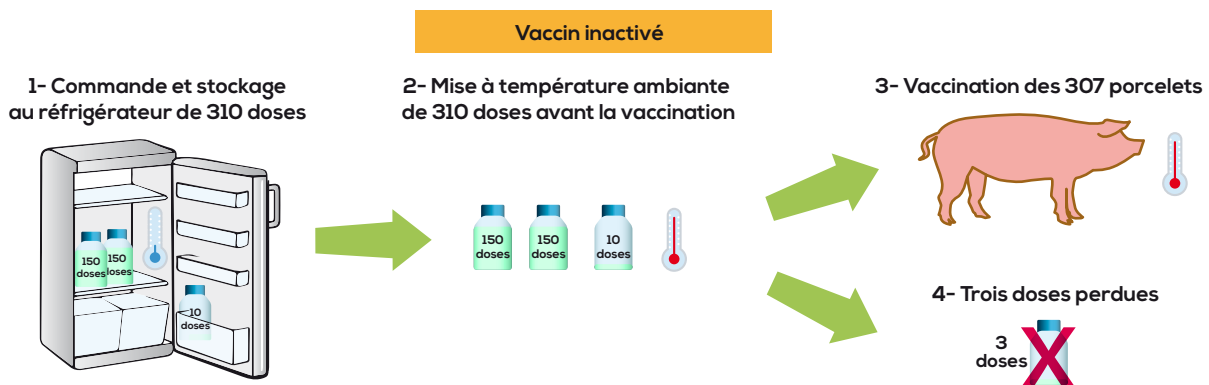 Vaccin inactivé
1- Commande et stockage
au réfrigérateur de 310 doses
150
doses
150
doses
10
doses
2- Mise à température ambiante
de 310 doses avant la vaccination
150
doses
150
doses
10
doses
3- Vaccination des 307 porcelets
4- Trois doses perdues
3
doses